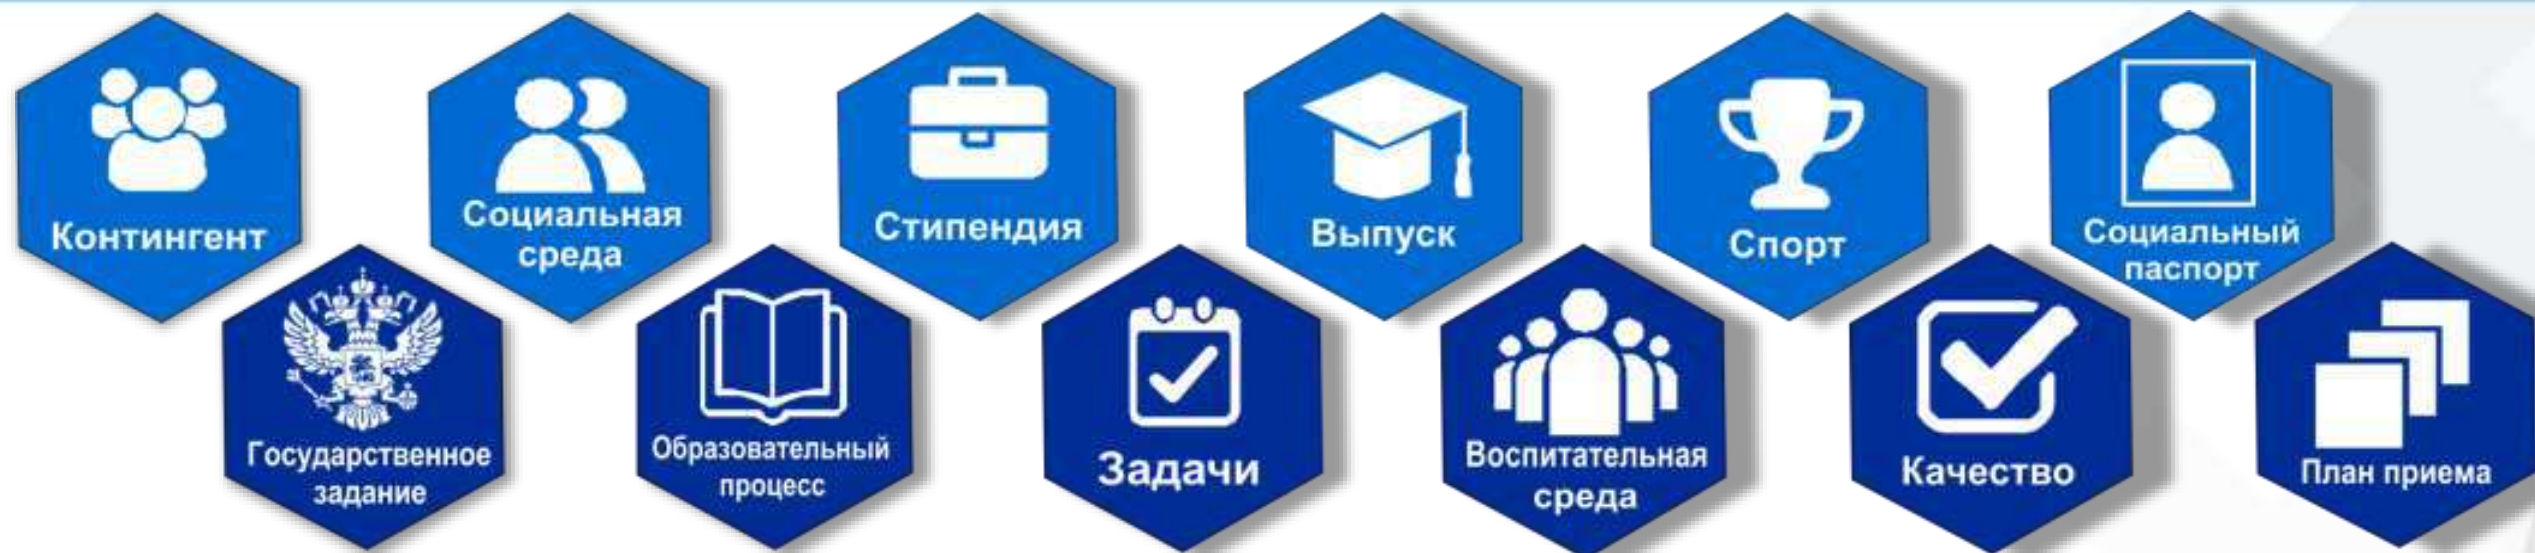 Контингент
Социальная
среда
Стипендия
Выпуск
Спорт
Социальный
паспорт
Государственное
задание
Образовательный
процесс
Задачи
Воспитательная
среда
Качество
План приема